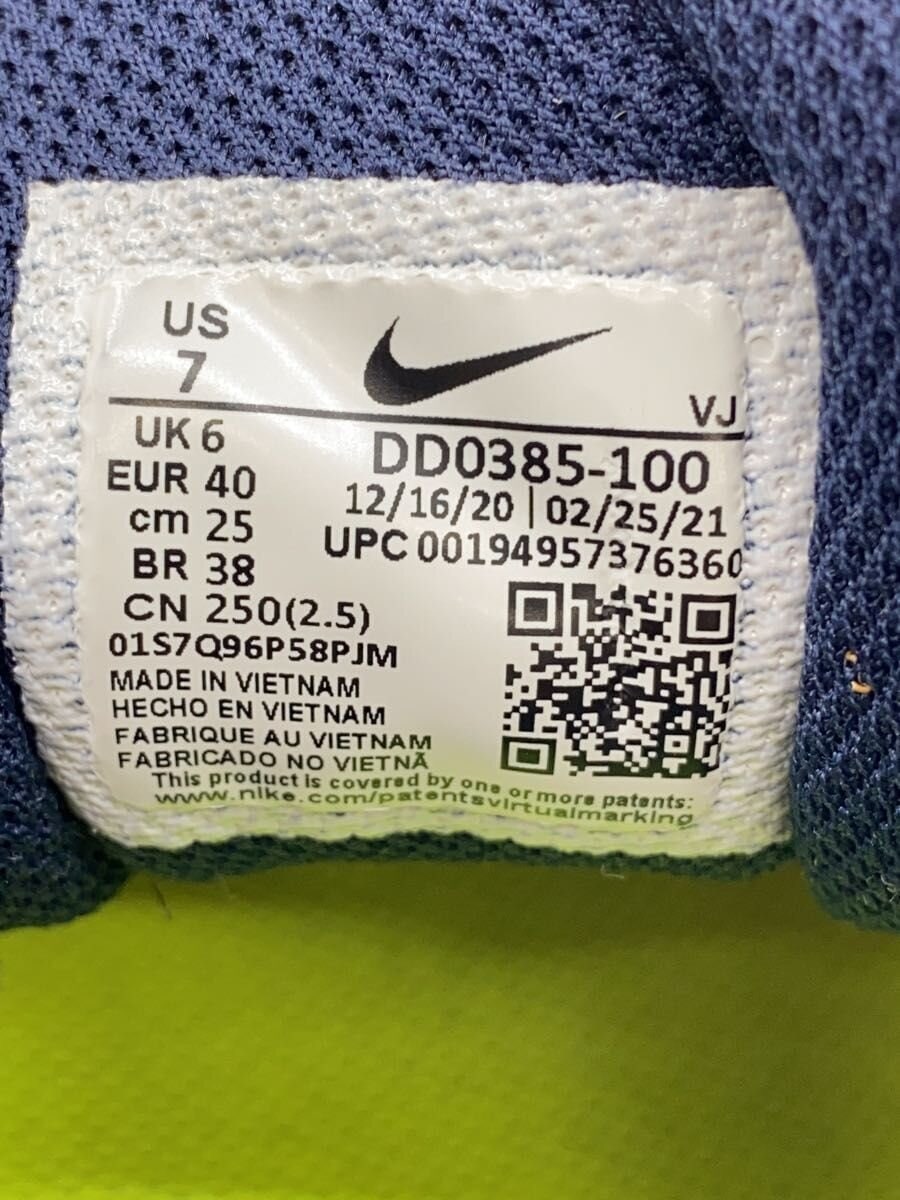 US
7
VJ
UK 6
EUR 40
cm 25
BR 38
CN 250(2.5)
DD0385-100
12/16/20 | 02/25/21
UPC 00194957376360
01S7Q96P58PJM
MADE IN VIETNAM
HECHO EN VIETNAM
FABRIQUE AU VIETNAM
FABRICADO NO VIETNÃ
This product is covered by one or more patents:
www.nike.com/patentsvirtualmarking